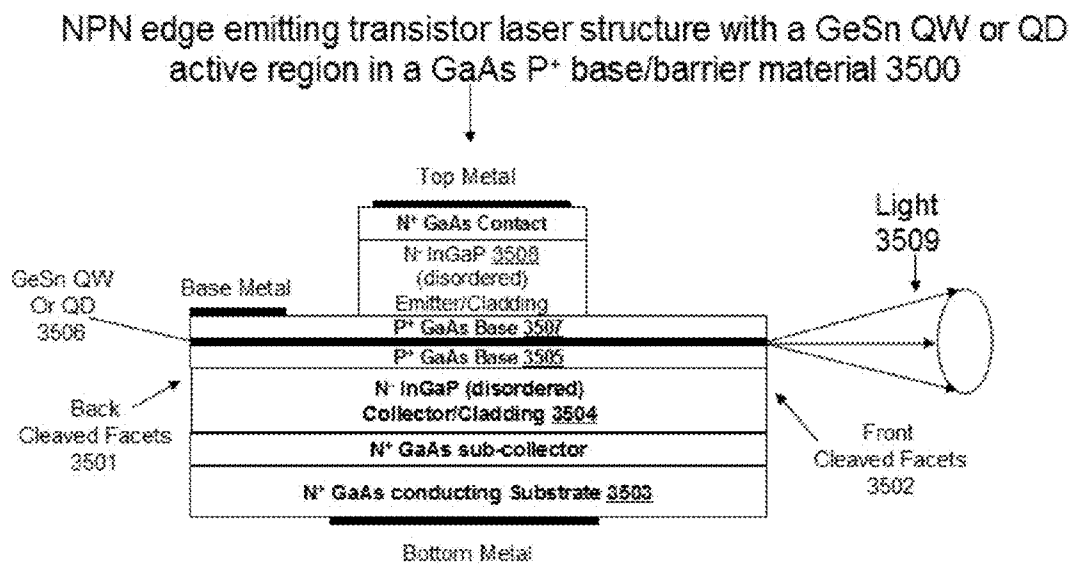 NPN edge emitting transistor laser structure with a GeSn QW or QD
active region in a GaAs P⁺ base/barrier material 3500
Top Metal
N⁺ GaAs Contact
N⁻ InGaP 3508
(disordered)
Emitter/Cladding
Light
3509
GeSn QW
Or QD
3506
Base Metal
P⁺ GaAs Base 3507
P⁺ GaAs Base 3505
N⁻ InGaP (disordered)
Collector/Cladding 3504
Back
Cleaved Facets
3501
N⁺ GaAs sub-collector
Front
Cleaved Facets
3502
N⁺ GaAs conducting Substrate 3503
Bottom Metal